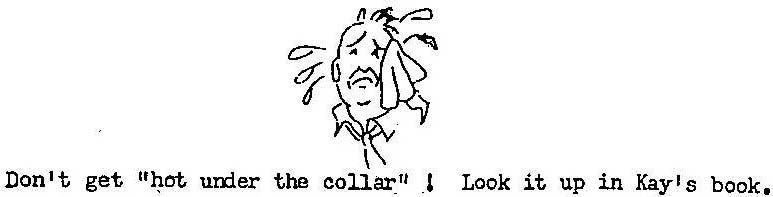 Don't get "hot under the collar" !  Look it up in Kay's book.